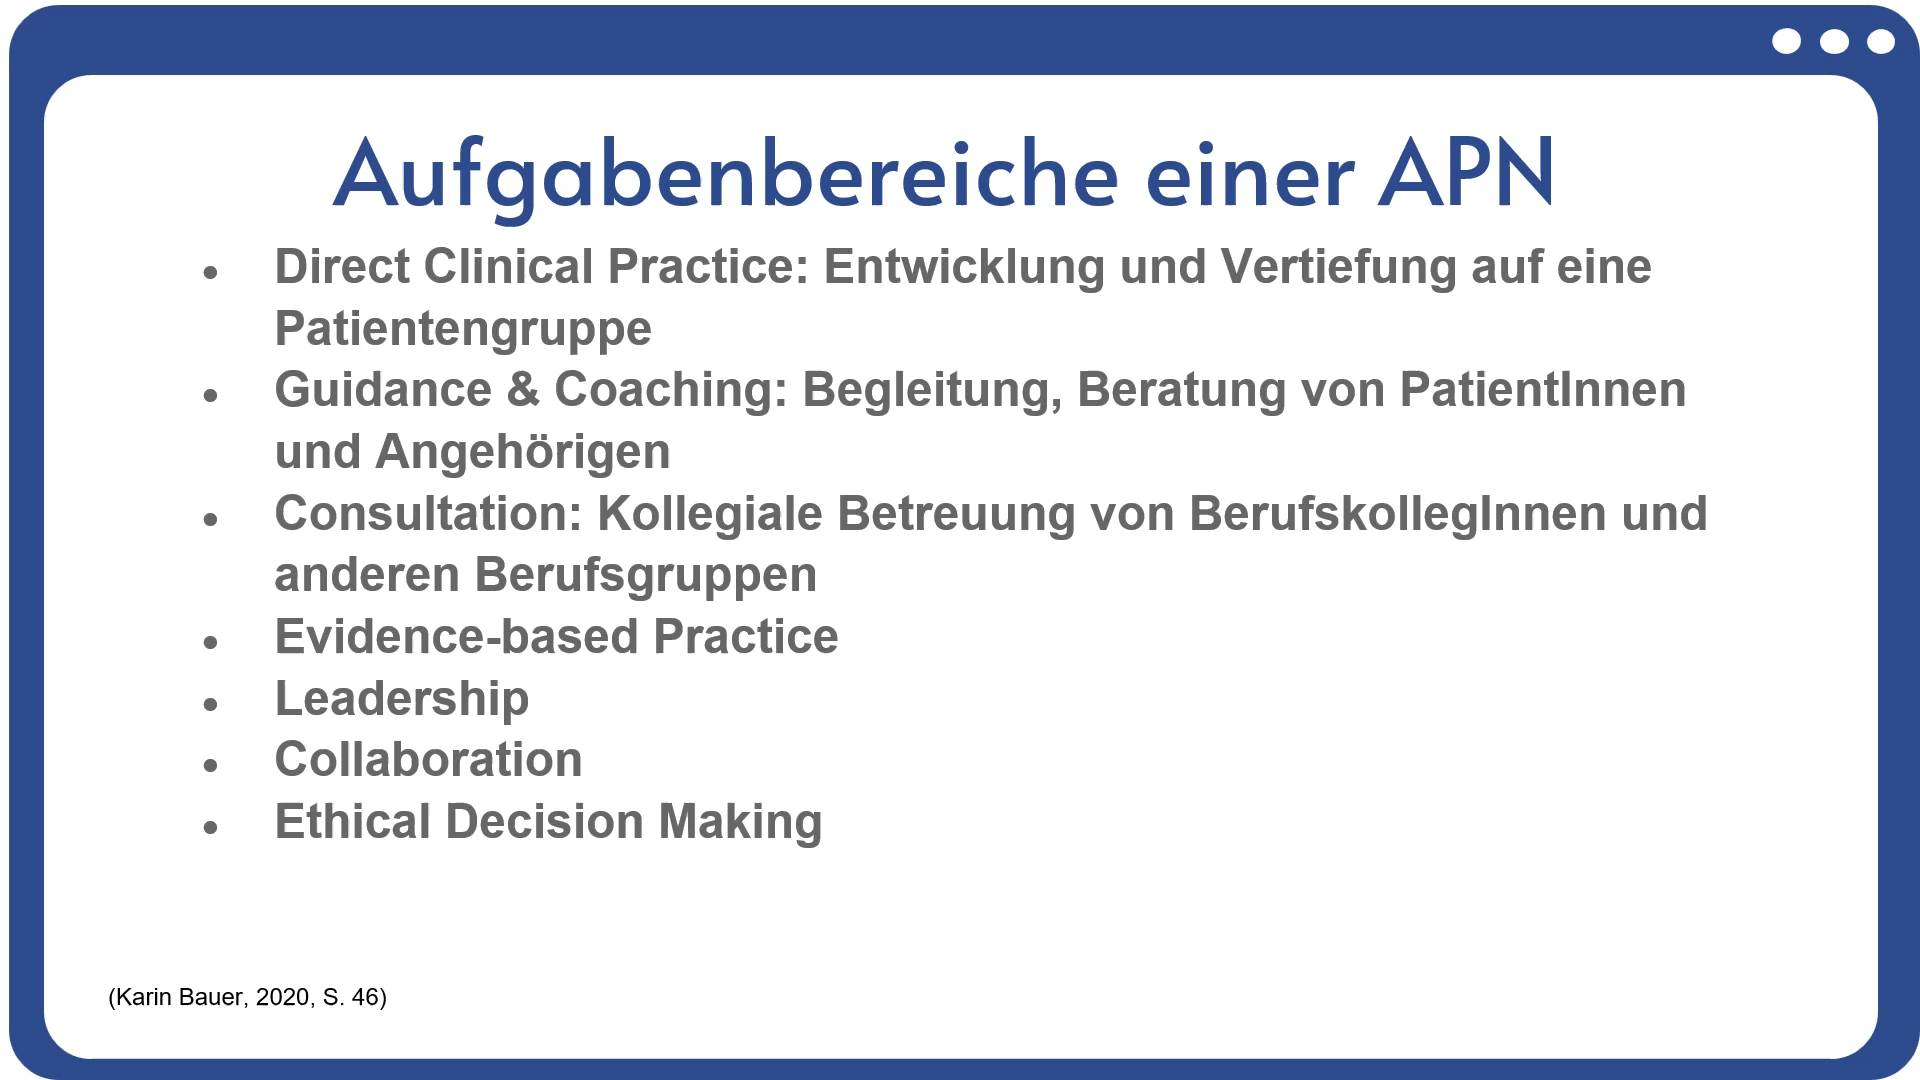 Aufgabenbereiche einer APN
• Direct Clinical Practice: Entwicklung und Vertiefung auf eine
Patientengruppe
• Guidance & Coaching: Begleitung, Beratung von PatientInnen
und Angehörigen
• Consultation: Kollegiale Betreuung von BerufskollegInnen und
anderen Berufsgruppen
• Evidence-based Practice
• Leadership
• Collaboration
• Ethical Decision Making
(Karin Bauer, 2020, S. 46)